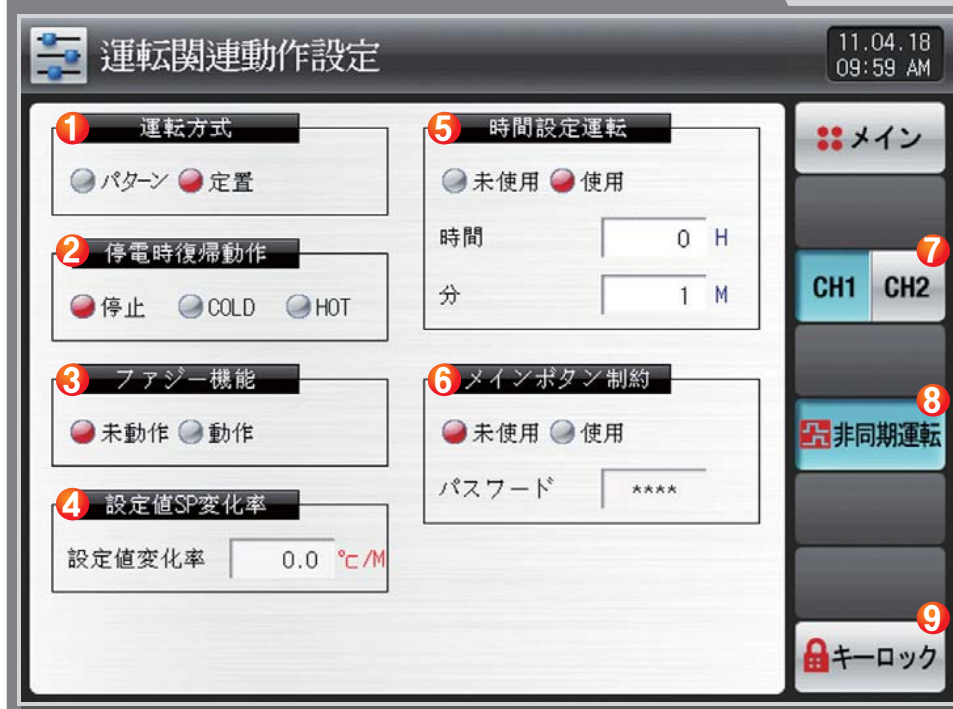 運転関連動作設定
11.04.18
09:59 AM
1 運転方式
パターン 定置
2 停電時復帰動作
停止 COLD HOT
3 ファジー機能
未動作 動作
4 設定値SP変化率
設定値変化率 0.0 ℃/M
5 時間設定運転
未使用 使用
時間 0 H
分 1 M
6 メインボタン制約
未使用 使用
パスワード ****
メイン
7
CH1 CH2
8
非同期運転
9
キーロック